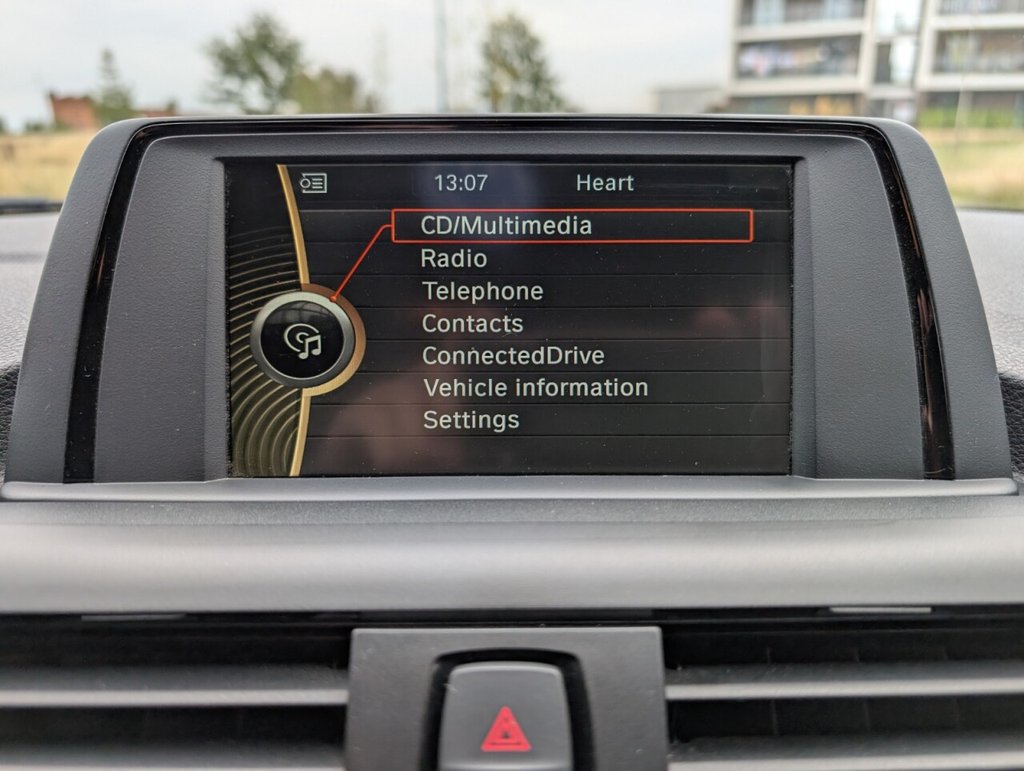 13:07 Heart
CD/Multimedia
Radio
Telephone
Contacts
ConnectedDrive
Vehicle information
Settings